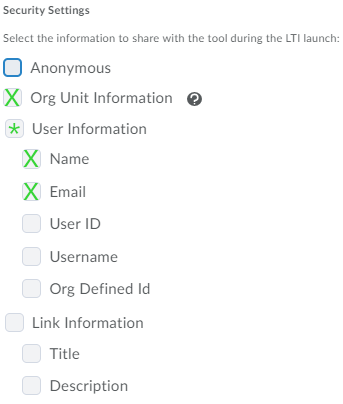 Security Settings
Select the information to share with the tool during the LTI launch:
Anonymous
Org Unit Information ?
User Information
Name
Email
User ID
Username
Org Defined Id
Link Information
Title
Description